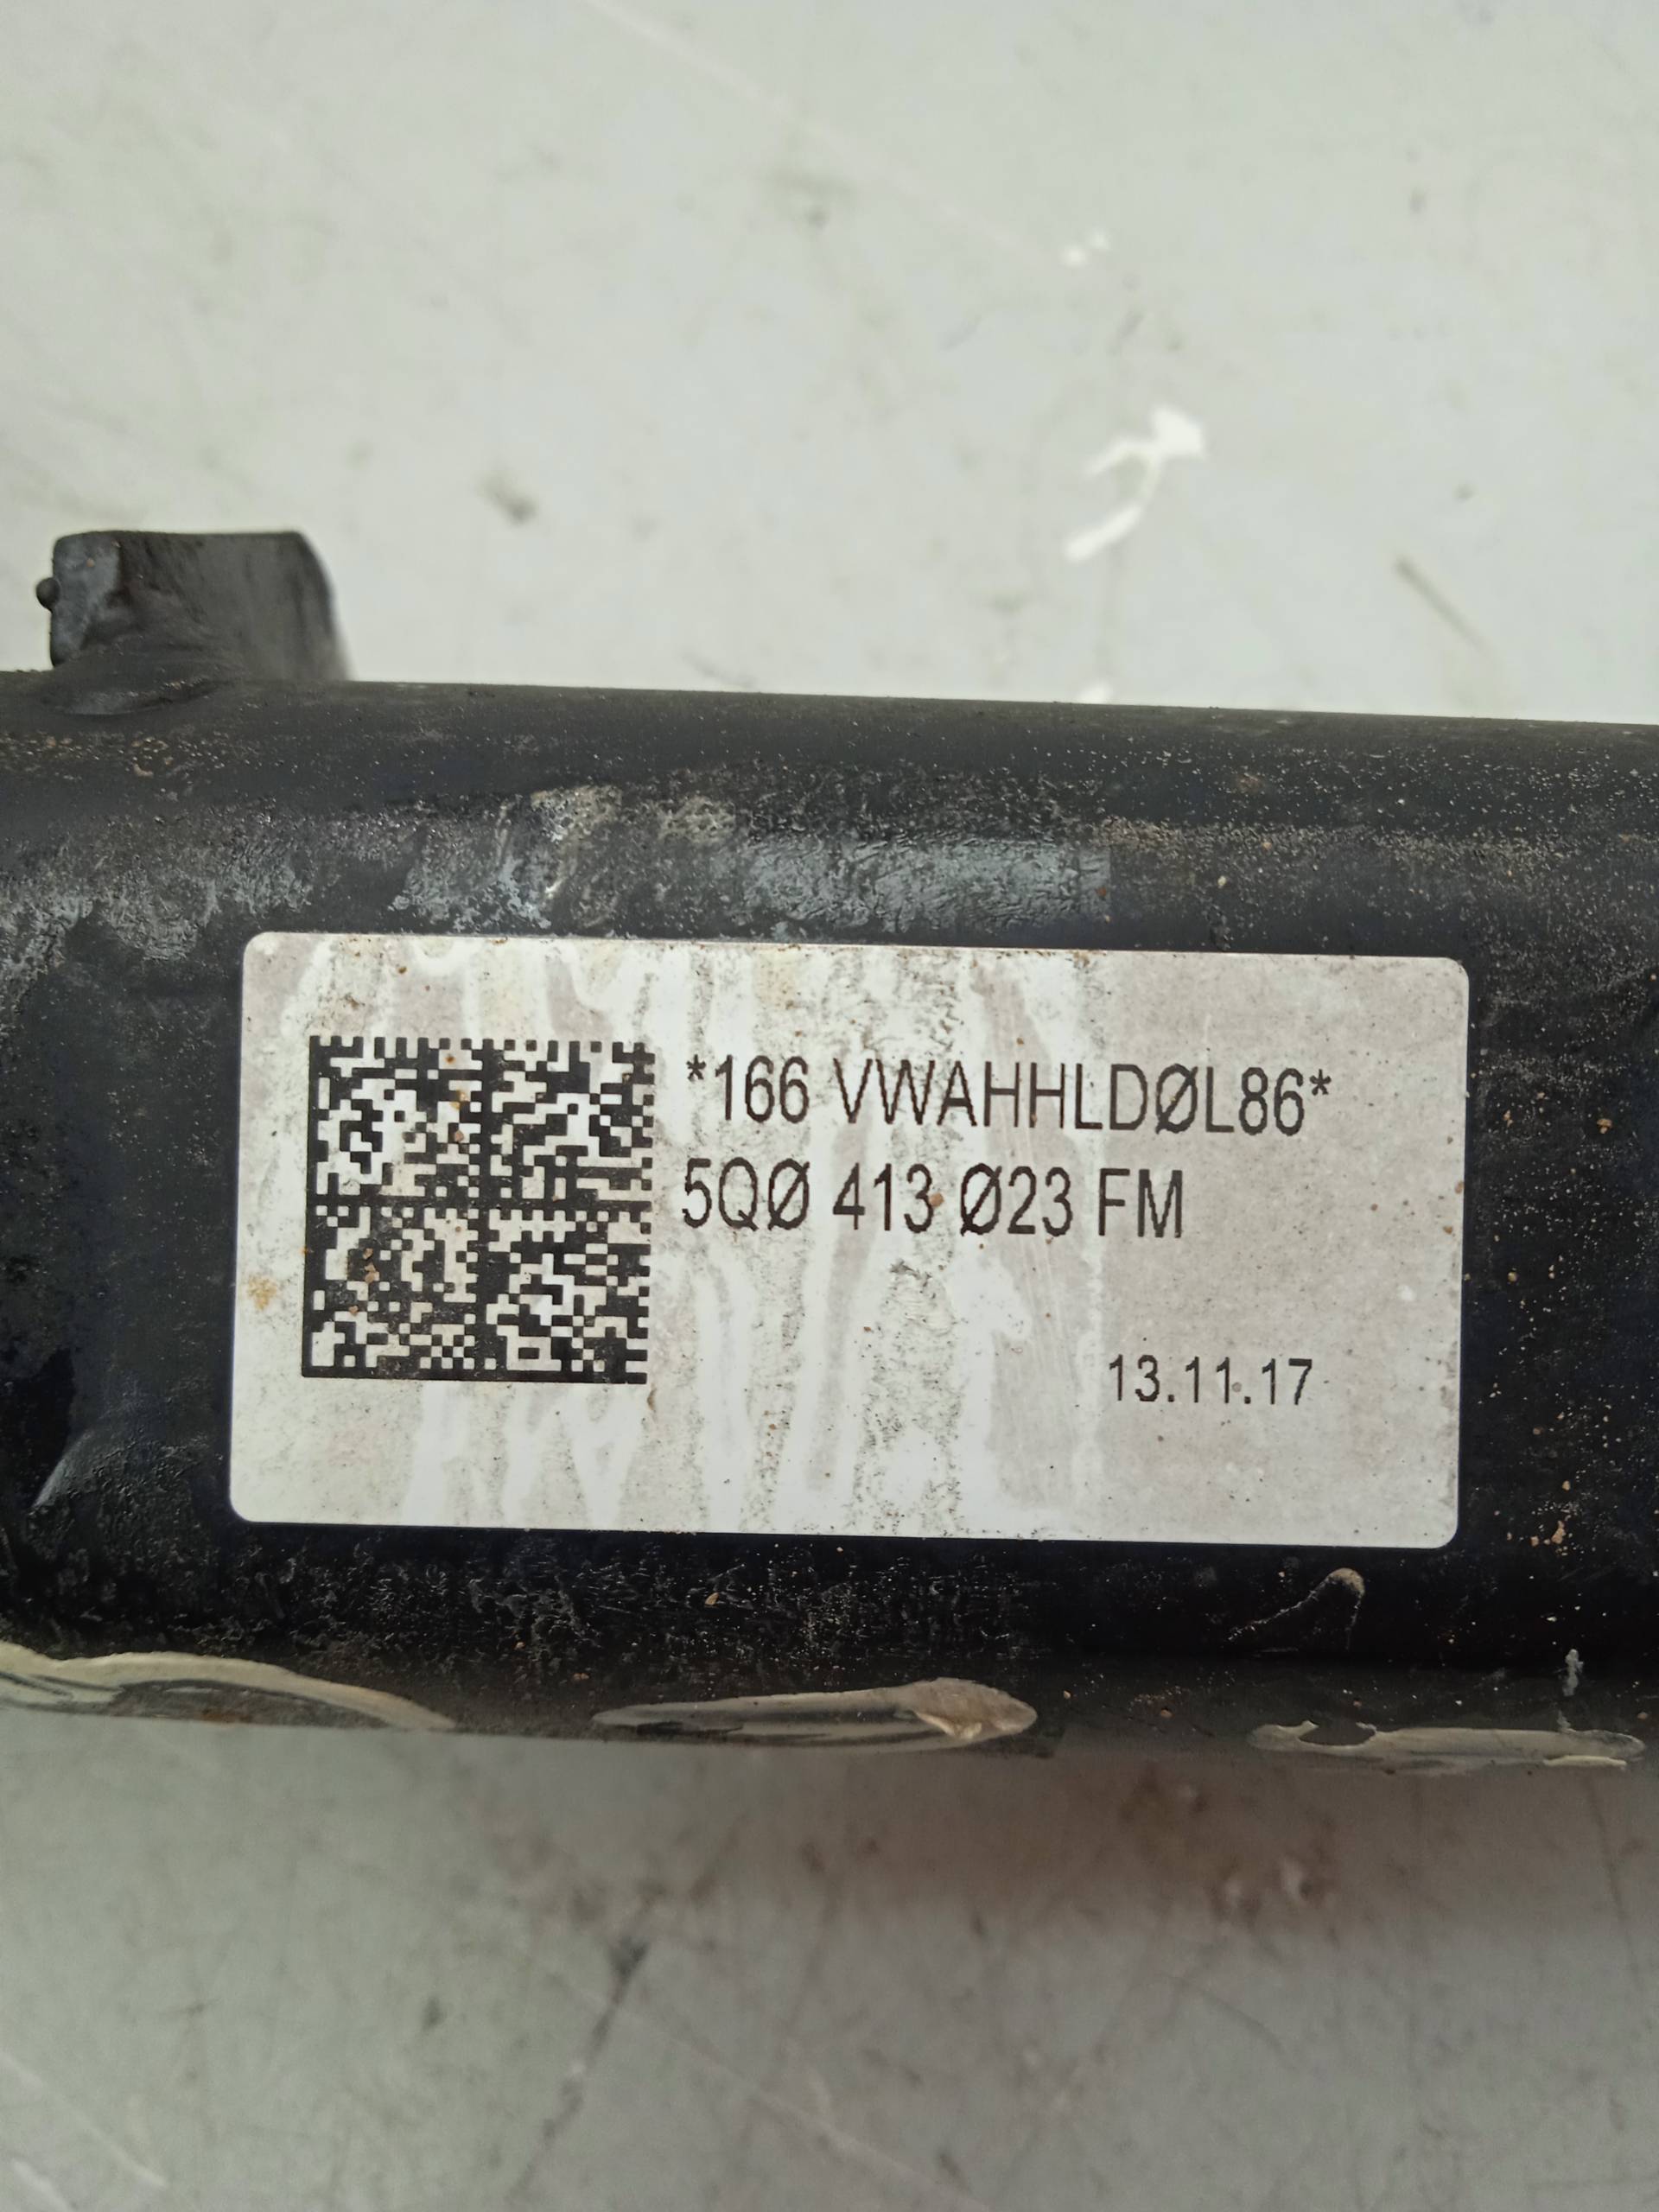 *166 VWAHHLDØL86*
5QØ 413 Ø23 FM
13.11.17